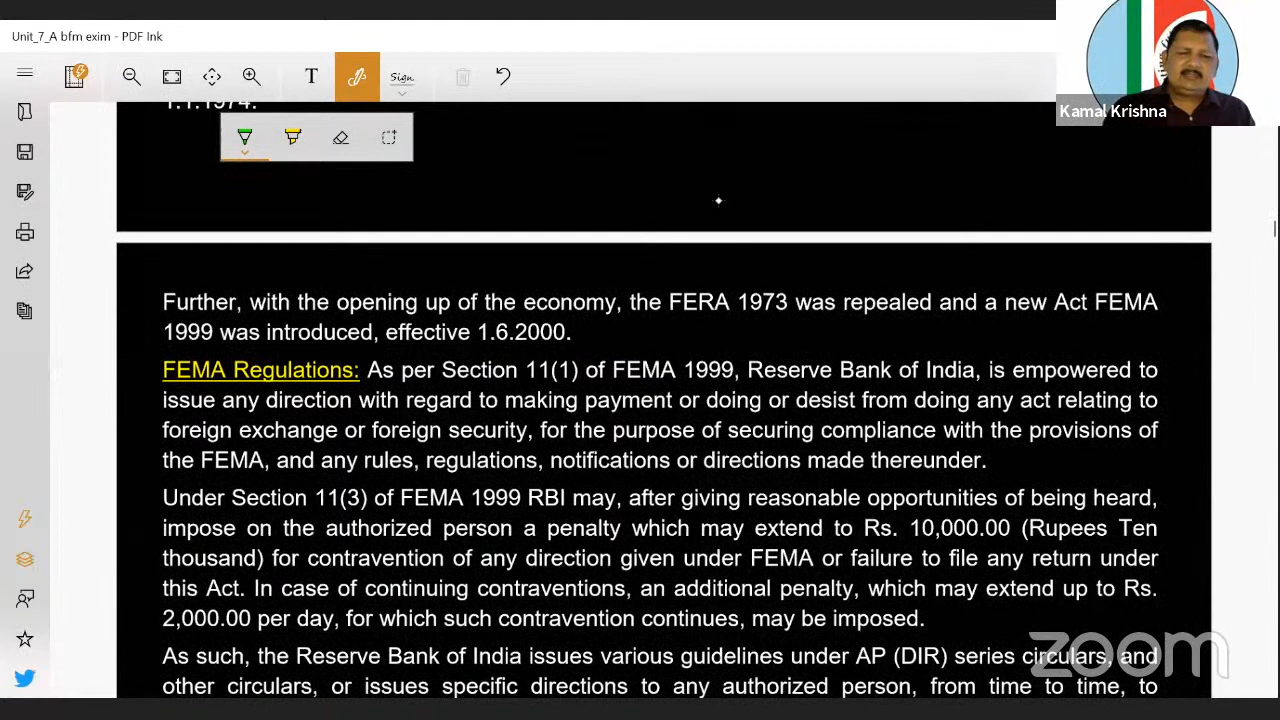 Unit_7_A bfm exim - PDF Ink
T
Sign
Kamal Krishna
1.1.1974.
Further, with the opening up of the economy, the FERA 1973 was repealed and a new Act FEMA
1999 was introduced, effective 1.6.2000.
FEMA Regulations: As per Section 11(1) of FEMA 1999, Reserve Bank of India, is empowered to
issue any direction with regard to making payment or doing or desist from doing any act relating to
foreign exchange or foreign security, for the purpose of securing compliance with the provisions of
the FEMA, and any rules, regulations, notifications or directions made thereunder.
Under Section 11(3) of FEMA 1999 RBI may, after giving reasonable opportunities of being heard,
impose on the authorized person a penalty which may extend to Rs. 10,000.00 (Rupees Ten
thousand) for contravention of any direction given under FEMA or failure to file any return under
this Act. In case of continuing contraventions, an additional penalty, which may extend up to Rs.
2,000.00 per day, for which such contravention continues, may be imposed.
As such, the Reserve Bank of India issues various guidelines under AP (DIR) series circulars, and
other circulars, or issues specific directions to any authorized person, from time to time, to
zoom